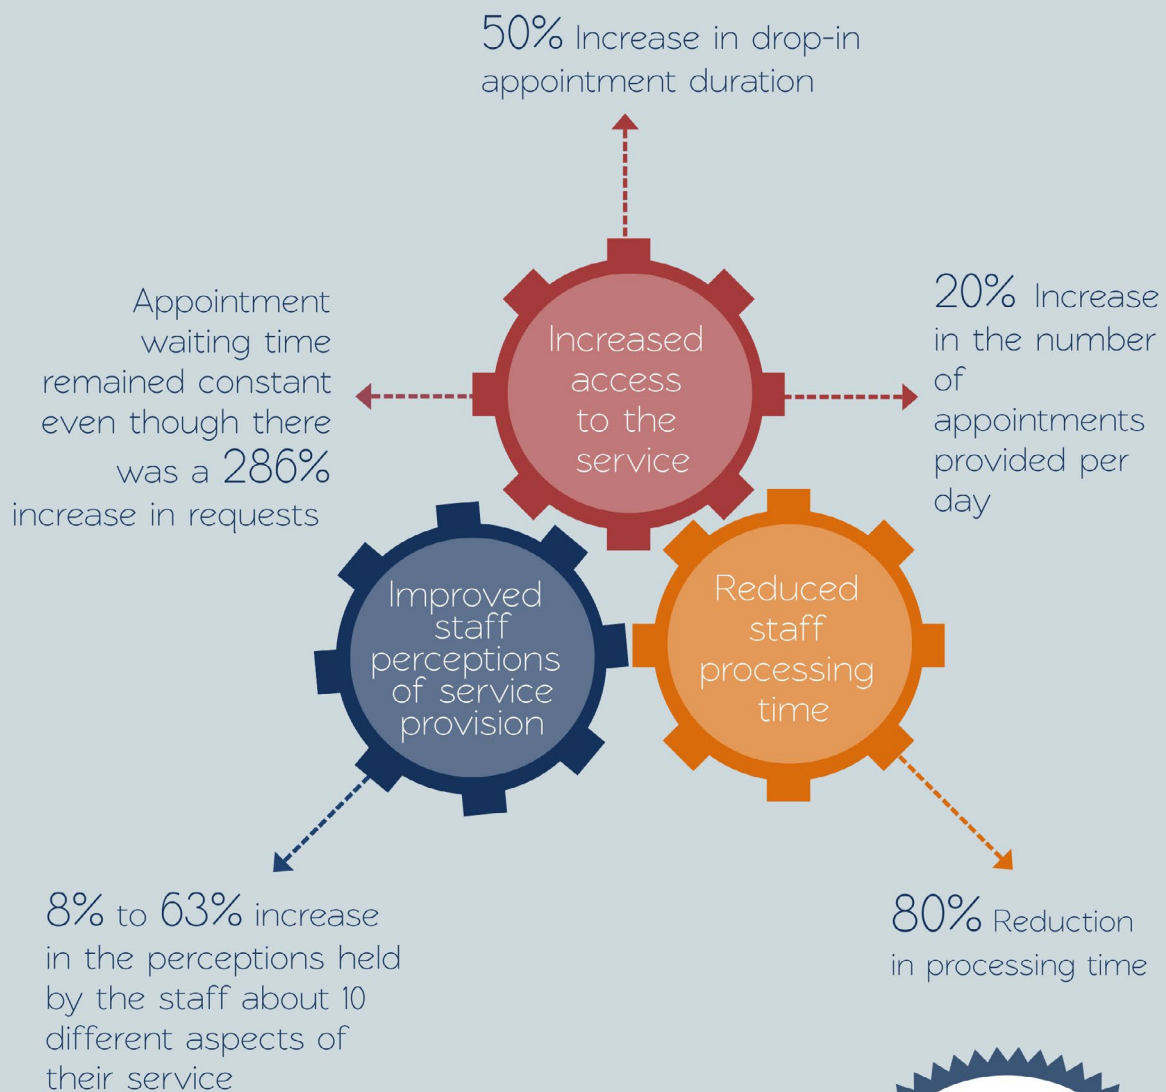 50% Increase in drop-in
appointment duration
Appointment
waiting time
remained constant
even though there
was a 286%
increase in requests
Increased
access
to the
service
20% Increase
in the number
of
appointments
provided per
day
Improved
staff
perceptions
of service
provision
Reduced
staff
processing
time
8% to 63% increase
in the perceptions held
by the staff about 10
different aspects of
their service
80% Reduction
in processing time